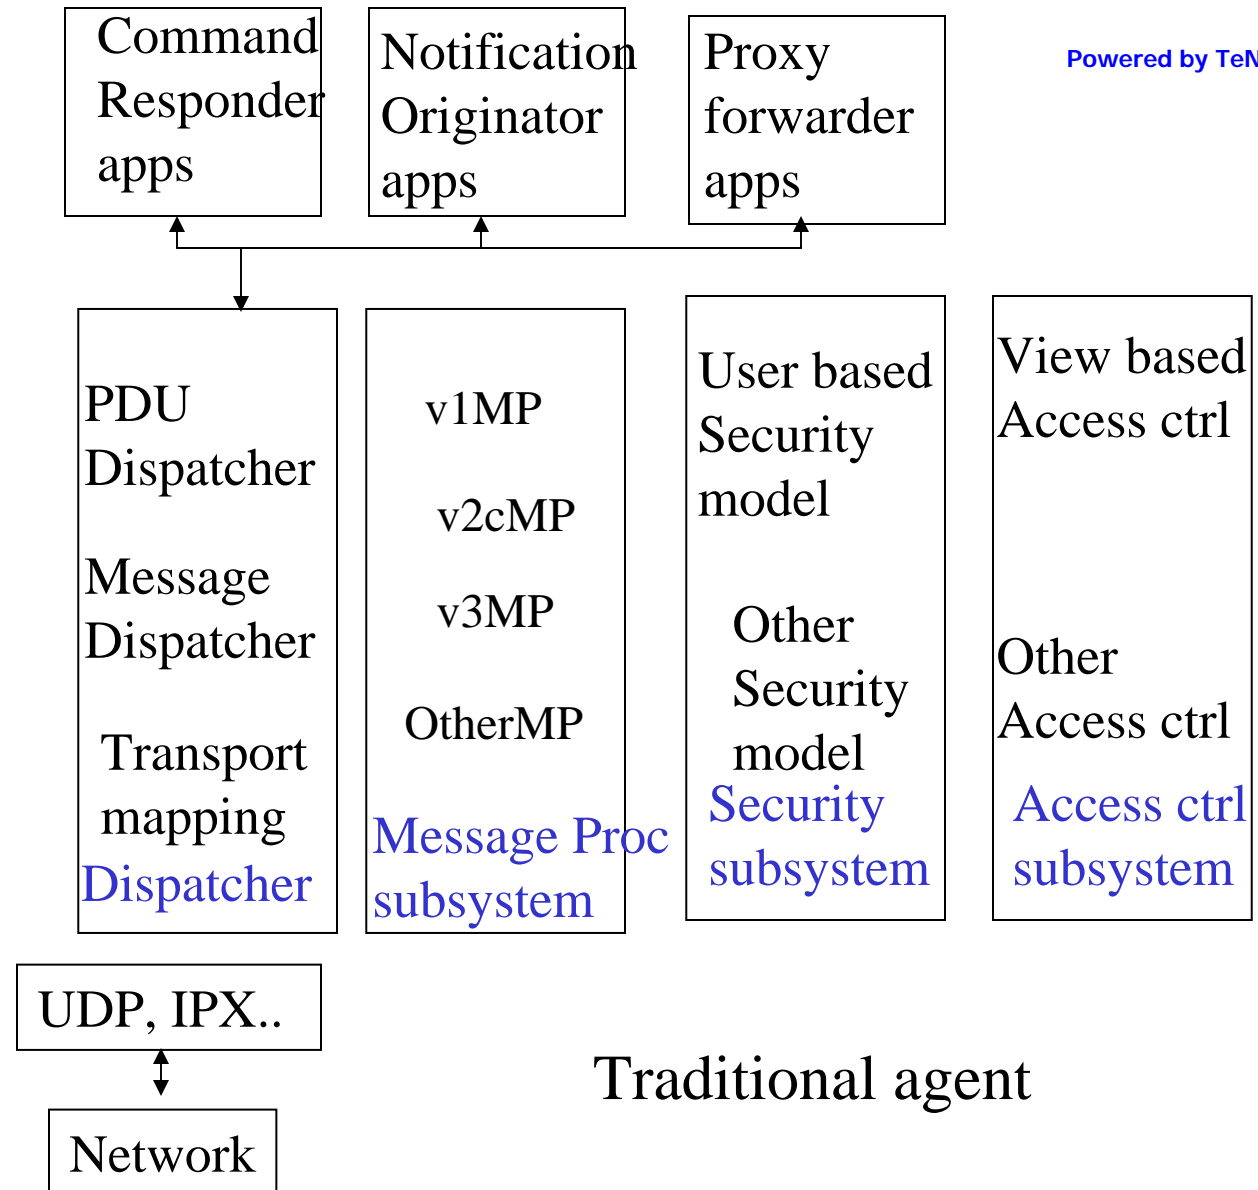 Command
Responder
apps
Notification
Originator
apps
Proxy
forwarder
apps
Powered by TeN
PDU
Dispatcher
Message
Dispatcher
Transport
mapping
Dispatcher
v1MP
v2cMP
v3MP
OtherMP
Message Proc
subsystem
User based
Security
model
Other
Security
model
Security
subsystem
View based
Access ctrl
Other
Access ctrl
Access ctrl
subsystem
UDP, IPX..
Network
Traditional agent